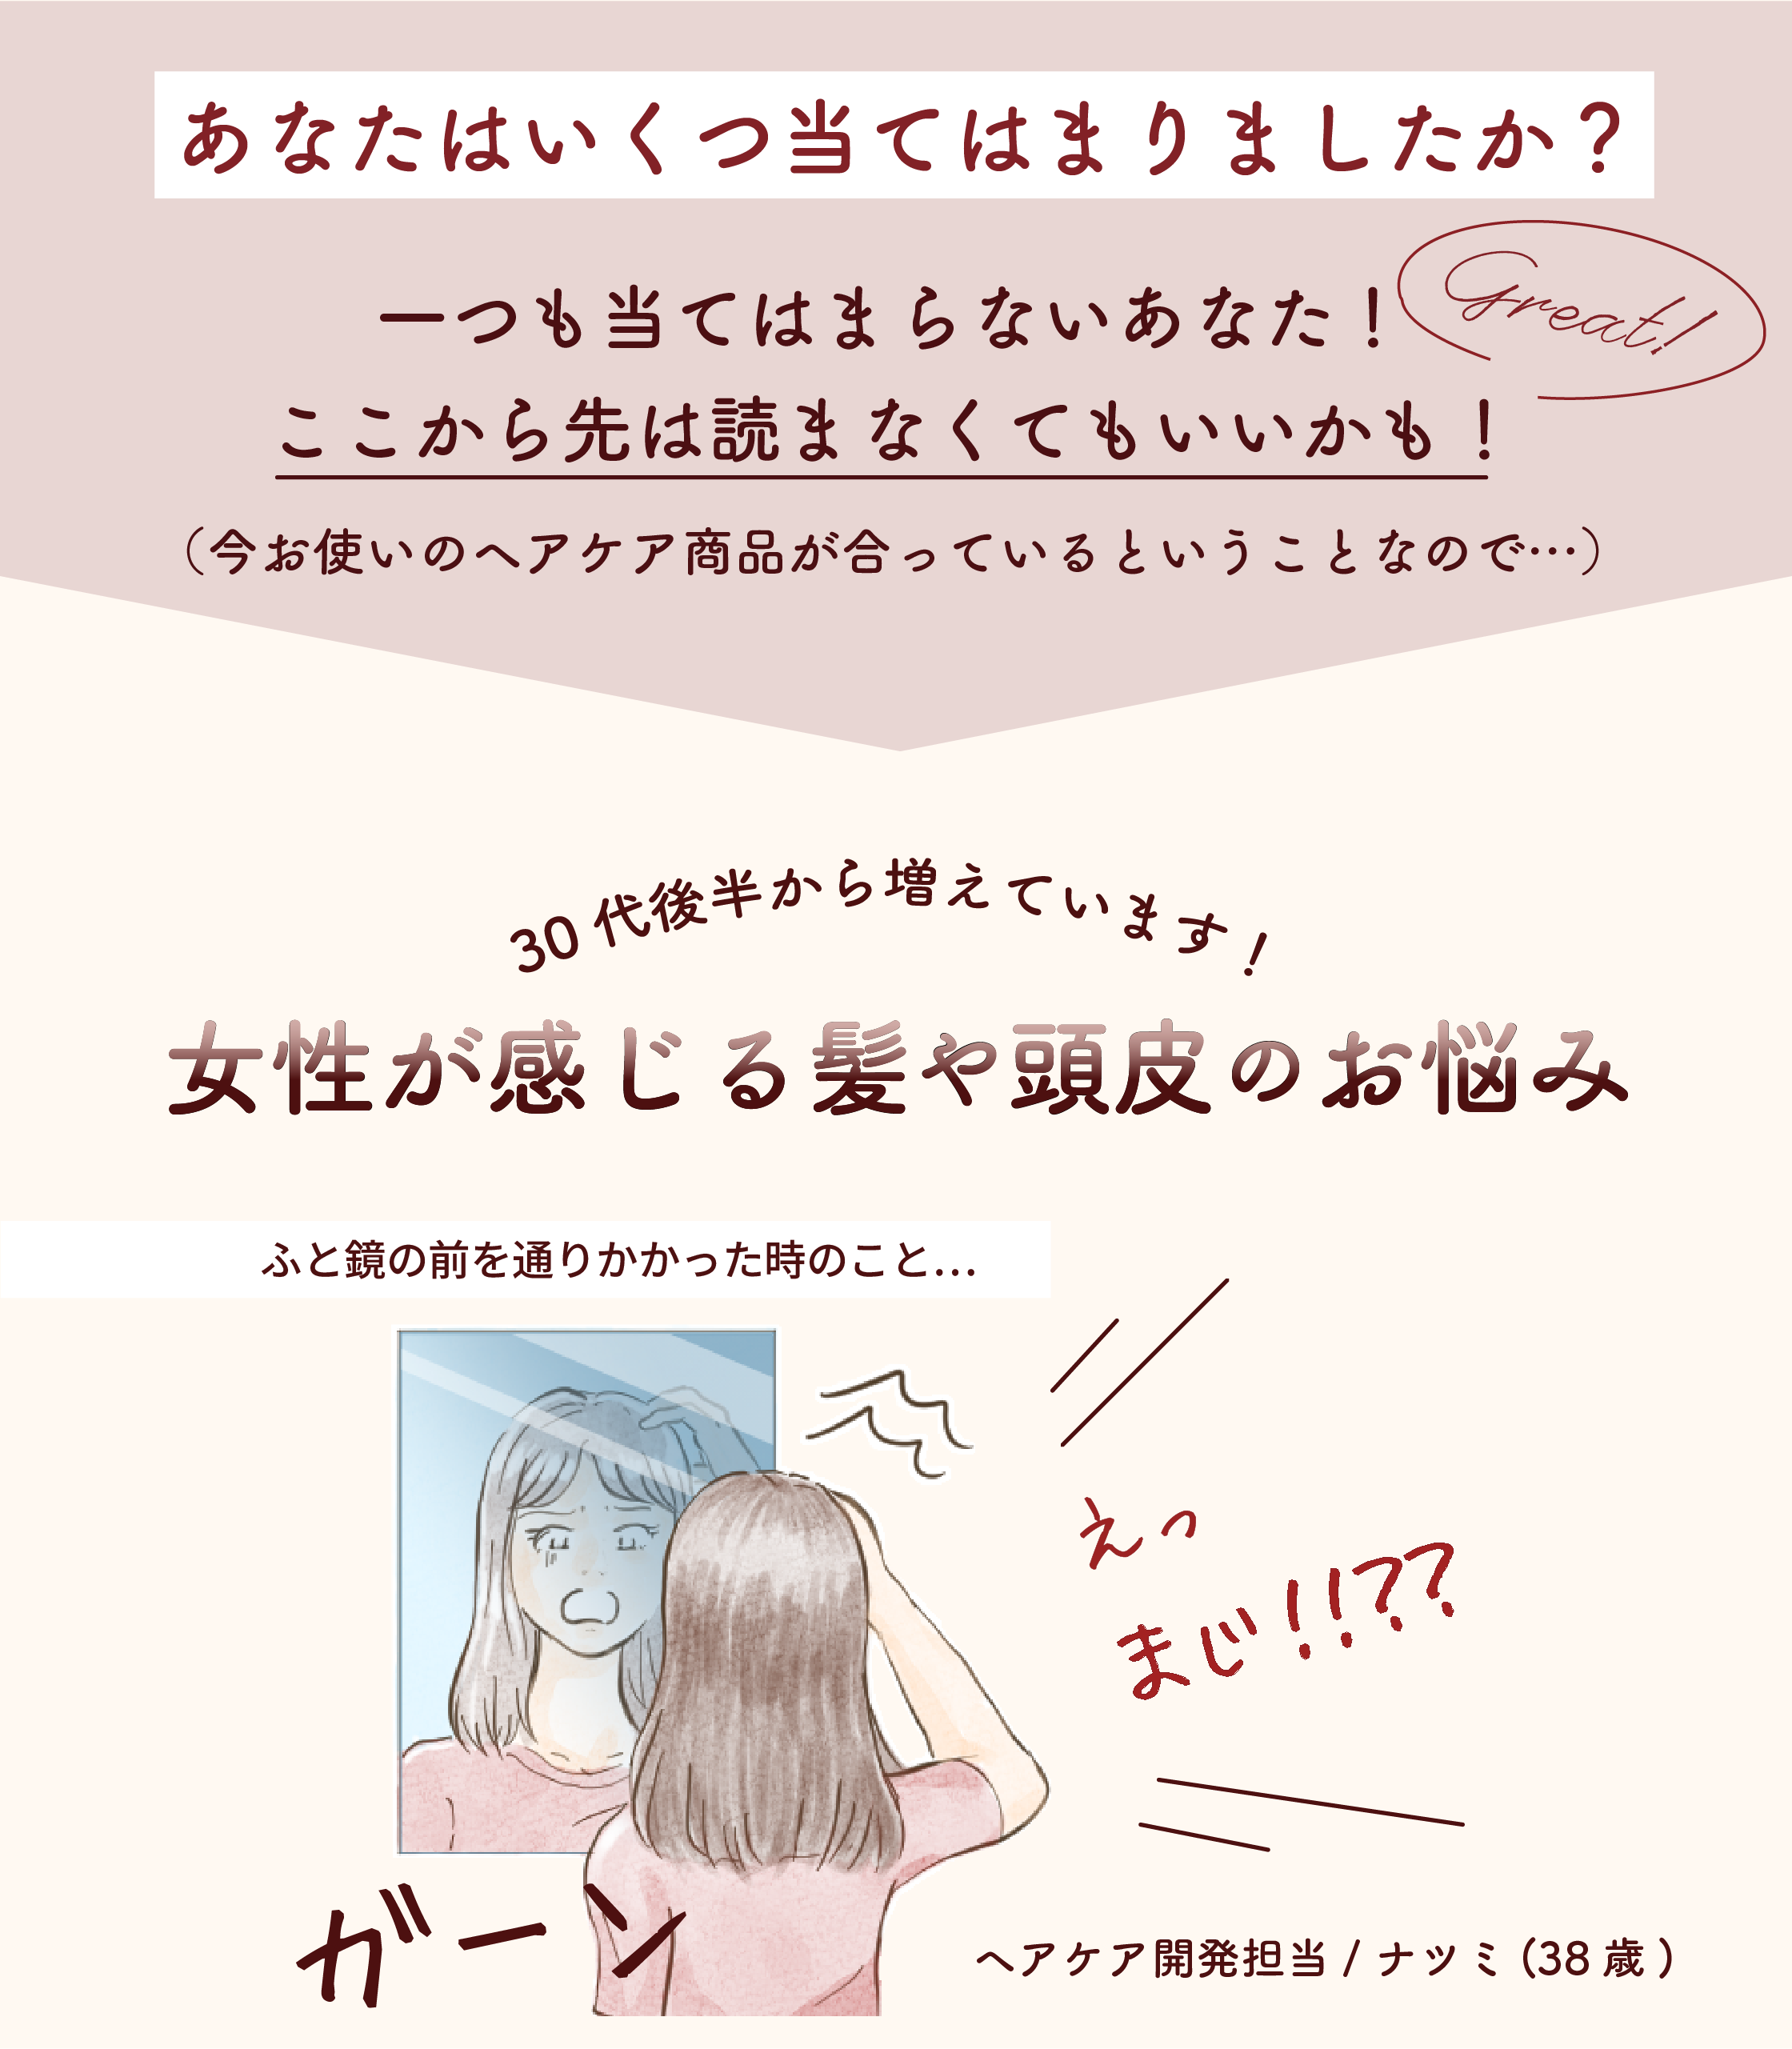 あなたはいくつ当てはまりましたか？
一つも当てはまらないあなた！
Great!
ここから先は読まなくてもいいかも！
（今お使いのヘアケア商品が合っているということなので…）
30代後半から増えています！
女性が感じる髪や頭皮のお悩み
ふと鏡の前を通りかかった時のこと…
えっ
まじ!!??
ガーン
ヘアケア開発担当 / ナツミ (38 歳 )